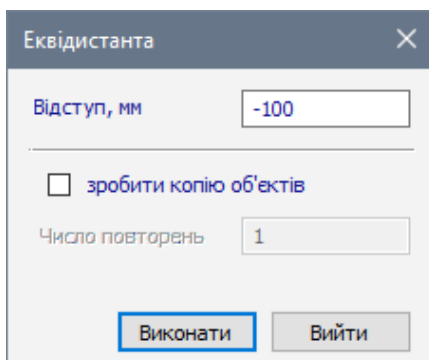 Еквідистанта
Відступ, мм
-100
зробити копію об'єктів
Число повторень
1
Виконати
Вийти